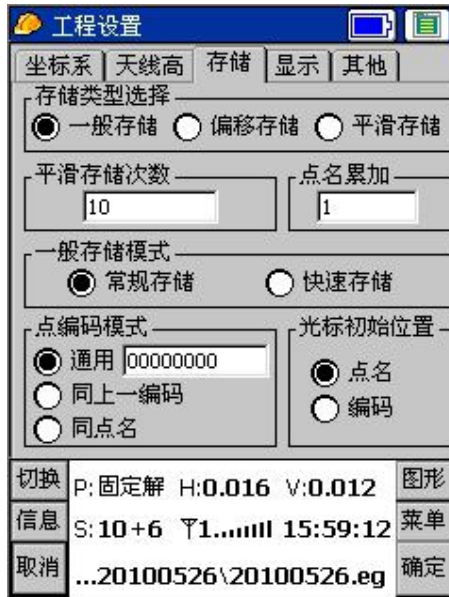 工程设置
坐标系 天线高 存储 显示 其他
存储类型选择
一般存储 偏移存储 平滑存储
平滑存储次数 点名累加
10 1
一般存储模式
常规存储 快速存储
点编码模式 光标初始位置
通用 00000000
点名
同上一编码
编码
同点名
切换 P:固定解 H:0.016 V:0.012 图形
信息 S:10+6 1 15:59:12 菜单
取消 ...20100526\20100526.eg 确定